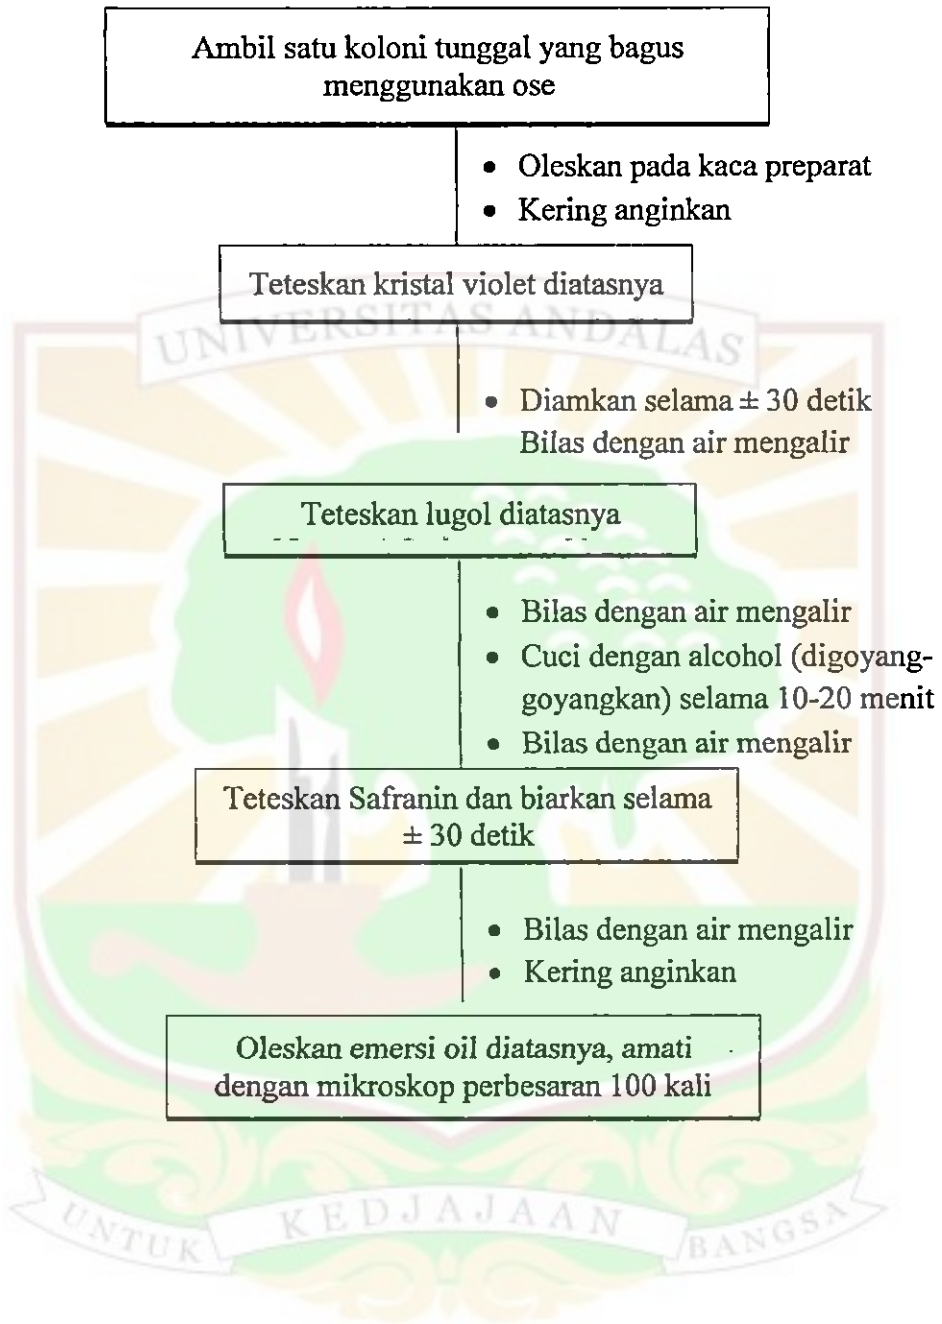 Ambil satu koloni tunggal yang bagus
menggunakan ose
• Oleskan pada kaca preparat
• Kering anginkan
Teteskan kristal violet diatasnya
UNIVERSITAS ANDALAS
• Diamkan selama ± 30 detik
Bilas dengan air mengalir
Teteskan lugol diatasnya
• Bilas dengan air mengalir
• Cuci dengan alcohol (digoyang-
goyangkan) selama 10-20 menit
• Bilas dengan air mengalir
Teteskan Safranin dan biarkan selama
± 30 detik
• Bilas dengan air mengalir
• Kering anginkan
Oleskan emersi oil diatasnya, amati
dengan mikroskop perbesaran 100 kali
UNTUK KEDJAJAAN BANGSA